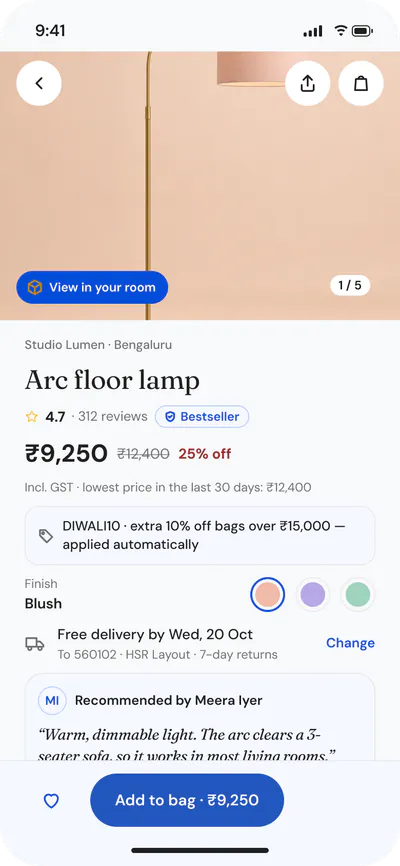 9:41
View in your room
1 / 5
Studio Lumen · Bengaluru
Arc floor lamp
4.7 · 312 reviews Bestseller
₹9,250 ₹12,400 25% off
Incl. GST · lowest price in the last 30 days: ₹12,400
DIWALI10 · extra 10% off bags over ₹15,000 —
applied automatically
Finish
Blush
Free delivery by Wed, 20 Oct
Change
To 560102 · HSR Layout · 7-day returns
MI Recommended by Meera Iyer
“Warm, dimmable light. The arc clears a 3-
seater sofa, so it works in most living rooms.”
Add to bag · ₹9,250